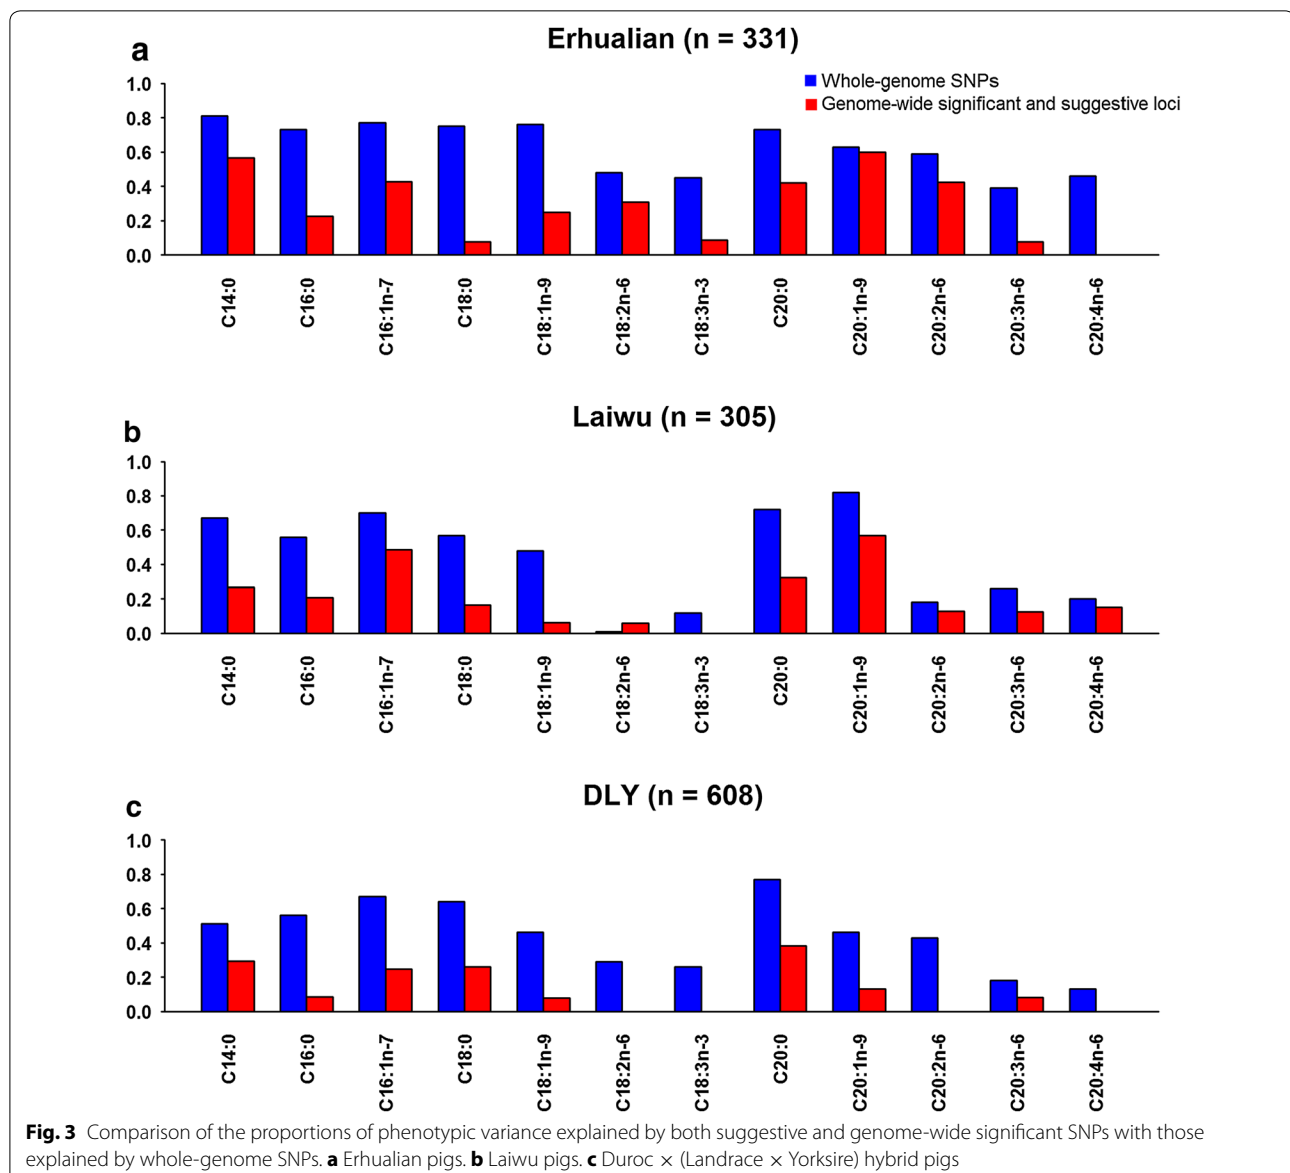 a
Erhualian (n = 331)
Whole-genome SNPs
Genome-wide significant and suggestive loci
1.0
0.8
0.6
0.4
0.2
0.0
C14:0
C16:0
C16:1n-7
C18:0
C18:1n-9
C18:2n-6
C18:3n-3
C20:0
C20:1n-9
C20:2n-6
C20:3n-6
C20:4n-6
b
Laiwu (n = 305)
1.0
0.8
0.6
0.4
0.2
0.0
C14:0
C16:0
C16:1n-7
C18:0
C18:1n-9
C18:2n-6
C18:3n-3
C20:0
C20:1n-9
C20:2n-6
C20:3n-6
C20:4n-6
c
DLY (n = 608)
1.0
0.8
0.6
0.4
0.2
0.0
C14:0
C16:0
C16:1n-7
C18:0
C18:1n-9
C18:2n-6
C18:3n-3
C20:0
C20:1n-9
C20:2n-6
C20:3n-6
C20:4n-6
Fig. 3 Comparison of the proportions of phenotypic variance explained by both suggestive and genome-wide significant SNPs with those
explained by whole-genome SNPs. a Erhualian pigs. b Laiwu pigs. c Duroc × (Landrace × Yorksire) hybrid pigs